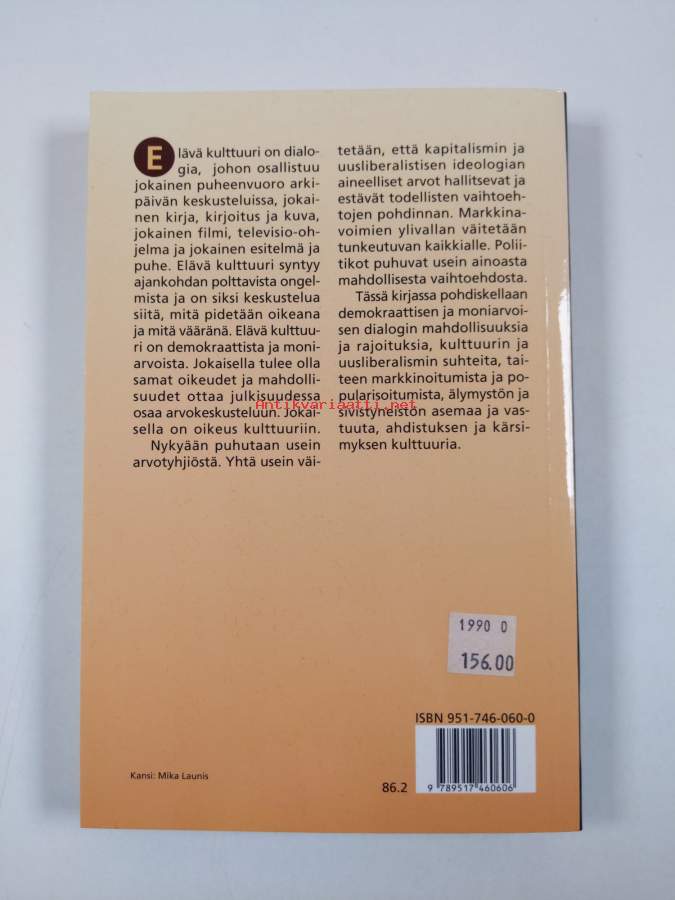 Elävä kulttuuri on dialo-
gia, johon osallistuu
jokainen puheenvuoro arki-
päivän keskusteluissa, jokai-
nen kirja, kirjoitus ja kuva,
jokainen filmi, televisio-oh-
jelma ja jokainen esitelmä ja
puhe. Elävä kulttuuri syntyy
ajankohdan polttavista ongel-
mista ja on siksi keskustelua
siitä, mitä pidetään oikeana
ja mitä vääränä. Elävä kulttuu-
ri on demokraattista ja moni-
arvoista. Jokaisella tulee olla
samat oikeudet ja mahdolli-
suudet ottaa julkisuudessa
osaa arvokeskusteluun. Jokai-
sella on oikeus kulttuuriin.
Nykyään puhutaan usein
arvotyhjiöstä. Yhtä usein väi-
tetään, että kapitalismin ja
uusliberalistisen ideologian
aineelliset arvot hallitsevat ja
estävät todellisten vaihtoeh-
tojen pohdinnan. Markkina-
voimien ylivallan väitetään
tunkeutuvan kaikkialle. Polii-
tikot puhuvat usein ainoasta
mahdollisesta vaihtoehdosta.
Tässä kirjassa pohdiskellaan
demokraattisen ja moniarvoi-
sen dialogin mahdollisuuksia
ja rajoituksia, kulttuurin ja
uusliberalismin suhteita, tai-
teen markkinoitumista ja po-
pularisoitumista, älymystön ja
sivistyneistön asemaa ja vas-
tuuta, ahdistuksen ja kärsi-
myksen kulttuuria.
Antikvariaatti.net
1990 0
156.00
ISBN 951-746-060-0
86.2
9 789517 460606
Kansi: Mika Launis